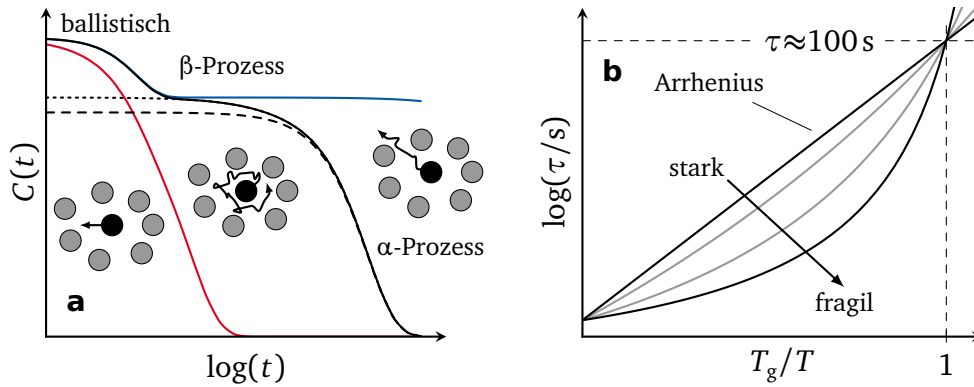 ballistisch
β-Prozess
α-Prozess
a
C(t)
log(t)
τ≈100 s
b
Arrhenius
stark
fragil
log(τ/s)
T_g/T
1